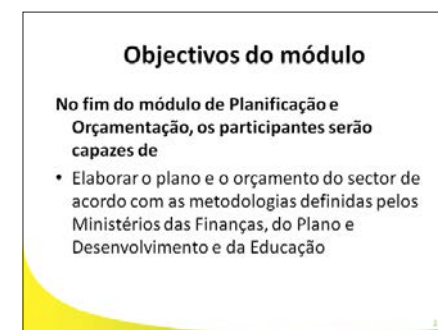 Objectivos do módulo
No fim do módulo de Planificação e
Orçamentação, os participantes serão
capazes de
• Elaborar o plano e o orçamento do sector de
acordo com as metodologias definidas pelos
Ministérios das Finanças, do Plano e
Desenvolvimento e da Educação